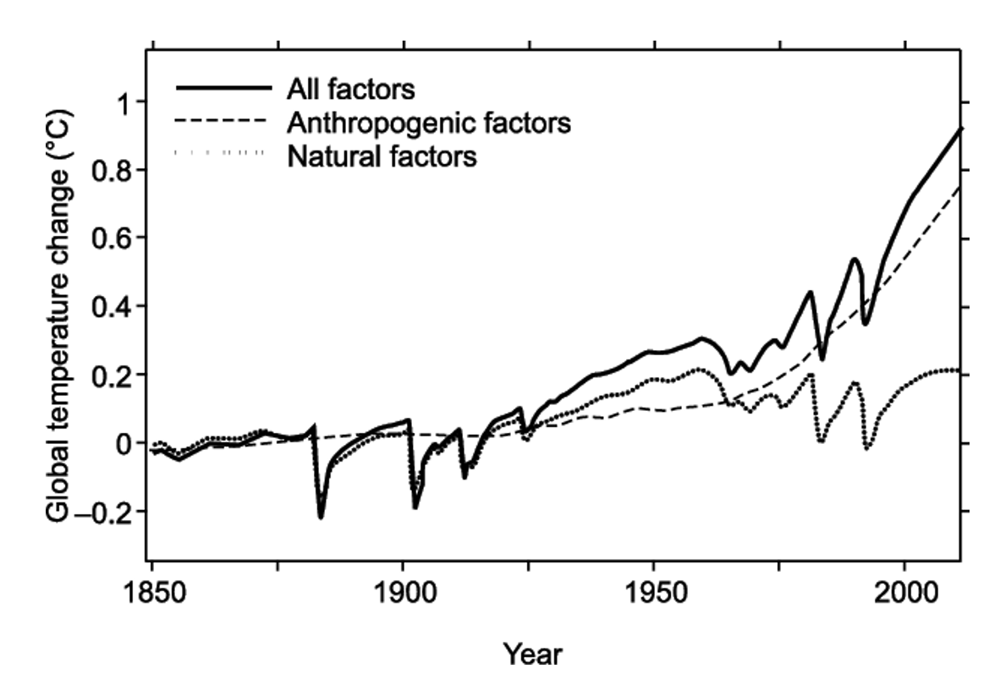 All factors
Anthropogenic factors
Natural factors
Global temperature change (°C)
1
0.8
0.6
0.4
0.2
0
–0.2
1850
1900
1950
2000
Year